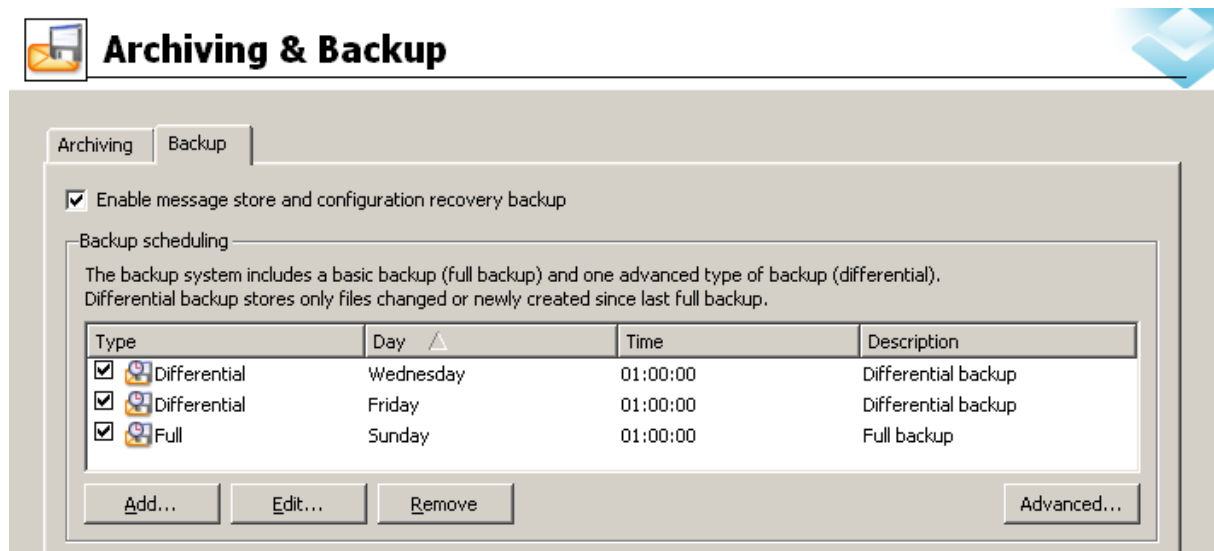 Archiving & Backup
Archiving Backup
Enable message store and configuration recovery backup
Backup scheduling
The backup system includes a basic backup (full backup) and one advanced type of backup (differential).
Differential backup stores only files changed or newly created since last full backup.
Type Day Time Description
Differential Wednesday 01:00:00 Differential backup
Differential Friday 01:00:00 Differential backup
Full Sunday 01:00:00 Full backup
Add... Edit... Remove Advanced...